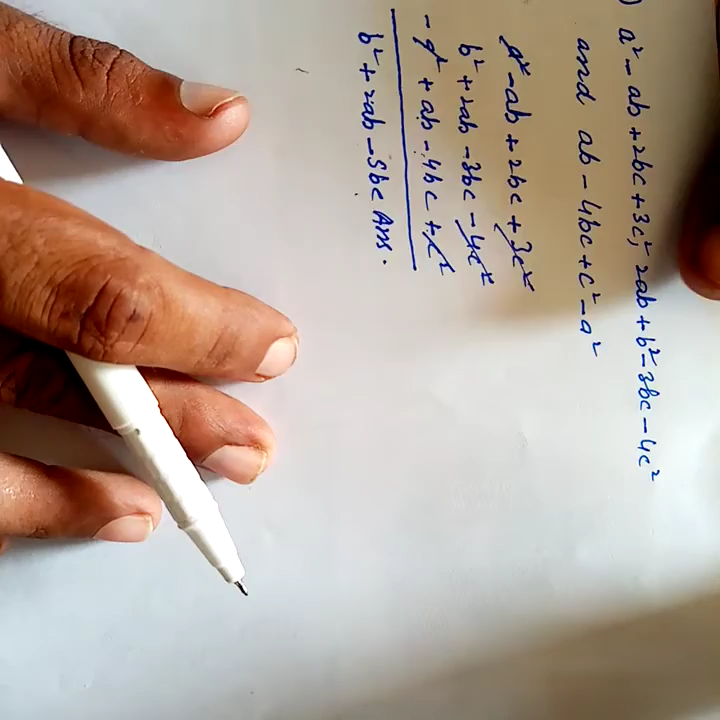 ) a² - ab + 2bc + 3c², 2ab + b² - 3bc - 4c²
and ab - 4bc + c² - a²
a² - ab + 2bc + 3c²
b² + 2ab - 3bc - 4c²
- a² + ab - 4bc + c²
b² + 2ab - 5bc Ans.